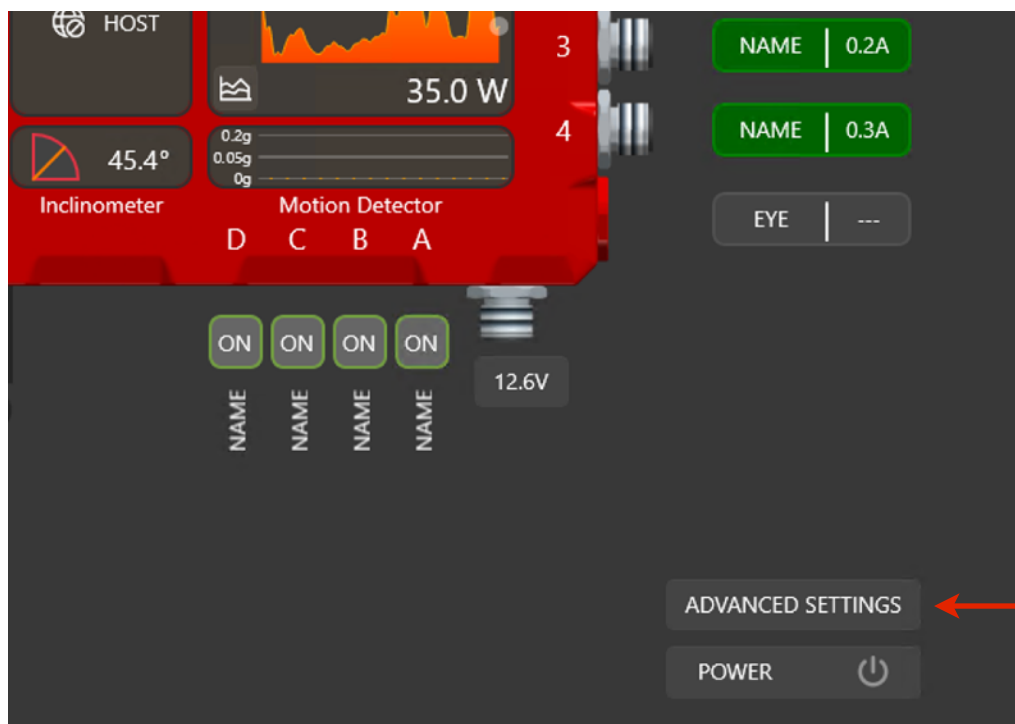 HOST
3
NAME 0.2A
35.0 W
4
NAME 0.3A
0.2g
0.05g
0g
45.4°
Inclinometer
Motion Detector
EYE ---
D C B A
ON ON ON ON
12.6V
NAME NAME NAME NAME
ADVANCED SETTINGS
POWER